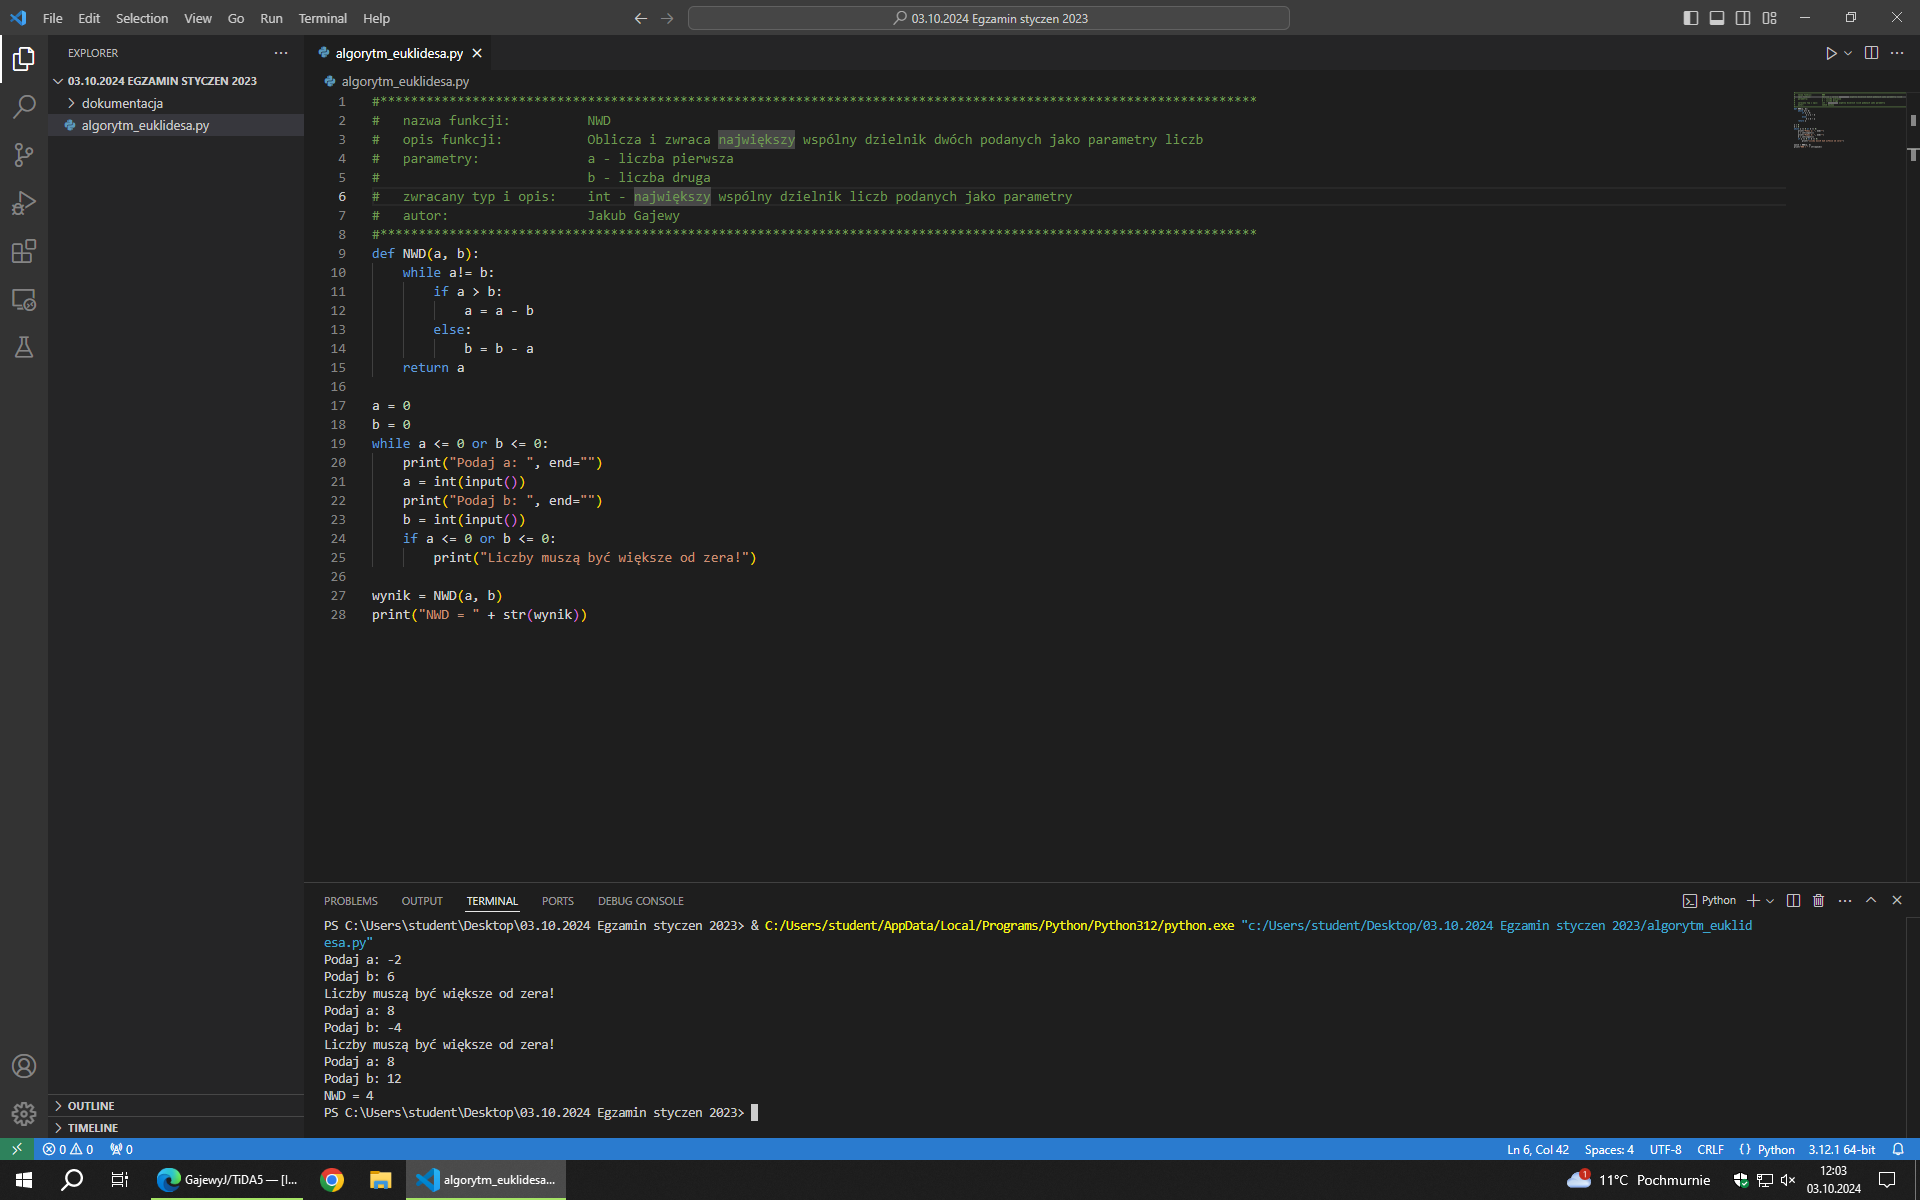 File Edit Selection View Go Run Terminal Help
03.10.2024 Egzamin styczen 2023
EXPLORER
03.10.2024 EGZAMIN STYCZEN 2023
dokumentacja
algorytm_euklidesa.py
OUTLINE
TIMELINE
algorytm_euklidesa.py
algorytm_euklidesa.py
1 #******************************************************************************************************************
2 # nazwa funkcji: NWD
3 # opis funkcji: Oblicza i zwraca największy wspólny dzielnik dwóch podanych jako parametry liczb
4 # parametry: a - liczba pierwsza
5 # b - liczba druga
6 # zwracany typ i opis: int - największy wspólny dzielnik liczb podanych jako parametry
7 # autor: Jakub Gajewy
8 #******************************************************************************************************************
9 def NWD(a, b):
10 while a!= b:
11 if a > b:
12 a = a - b
13 else:
14 b = b - a
15 return a
16
17 a = 0
18 b = 0
19 while a <= 0 or b <= 0:
20 print("Podaj a: ", end="")
21 a = int(input())
22 print("Podaj b: ", end="")
23 b = int(input())
24 if a <= 0 or b <= 0:
25 print("Liczby muszą być większe od zera!")
26
27 wynik = NWD(a, b)
28 print("NWD = " + str(wynik))
PROBLEMS OUTPUT TERMINAL PORTS DEBUG CONSOLE
Python
PS C:\Users\student\Desktop\03.10.2024 Egzamin styczen 2023> & C:/Users/student/AppData/Local/Programs/Python/Python312/python.exe "c:/Users/student/Desktop/03.10.2024 Egzamin styczen 2023/algorytm_euklid
esa.py"
Podaj a: -2
Podaj b: 6
Liczby muszą być większe od zera!
Podaj a: 8
Podaj b: -4
Liczby muszą być większe od zera!
Podaj a: 8
Podaj b: 12
NWD = 4
PS C:\Users\student\Desktop\03.10.2024 Egzamin styczen 2023>
0 0 0
Ln 6, Col 42 Spaces: 4 UTF-8 CRLF {} Python 3.12.1 64-bit
GajewyJ/TiDA5 — [I...
algorytm_euklidesa...
1
11°C Pochmurnie
12:03
03.10.2024